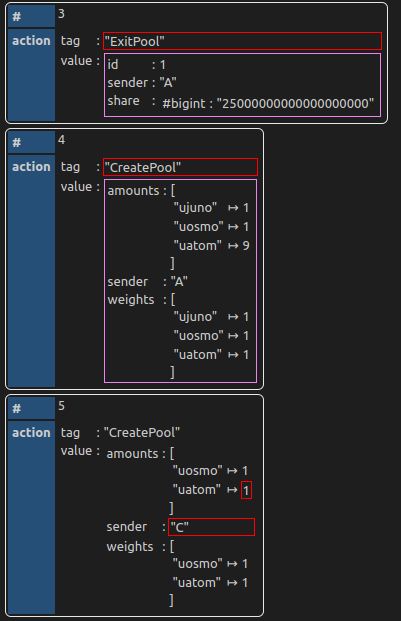 # 3
action tag : "ExitPool"
value : id : 1
sender : "A"
share : #bigint : "25000000000000000000"
# 4
action tag : "CreatePool"
value : amounts : [
"ujuno" ↦ 1
"uosmo" ↦ 1
"uatom" ↦ 9
]
sender : "A"
weights : [
"ujuno" ↦ 1
"uosmo" ↦ 1
"uatom" ↦ 1
]
# 5
action tag : "CreatePool"
value : amounts : [
"uosmo" ↦ 1
"uatom" ↦ 1
]
sender : "C"
weights : [
"uosmo" ↦ 1
"uatom" ↦ 1
]